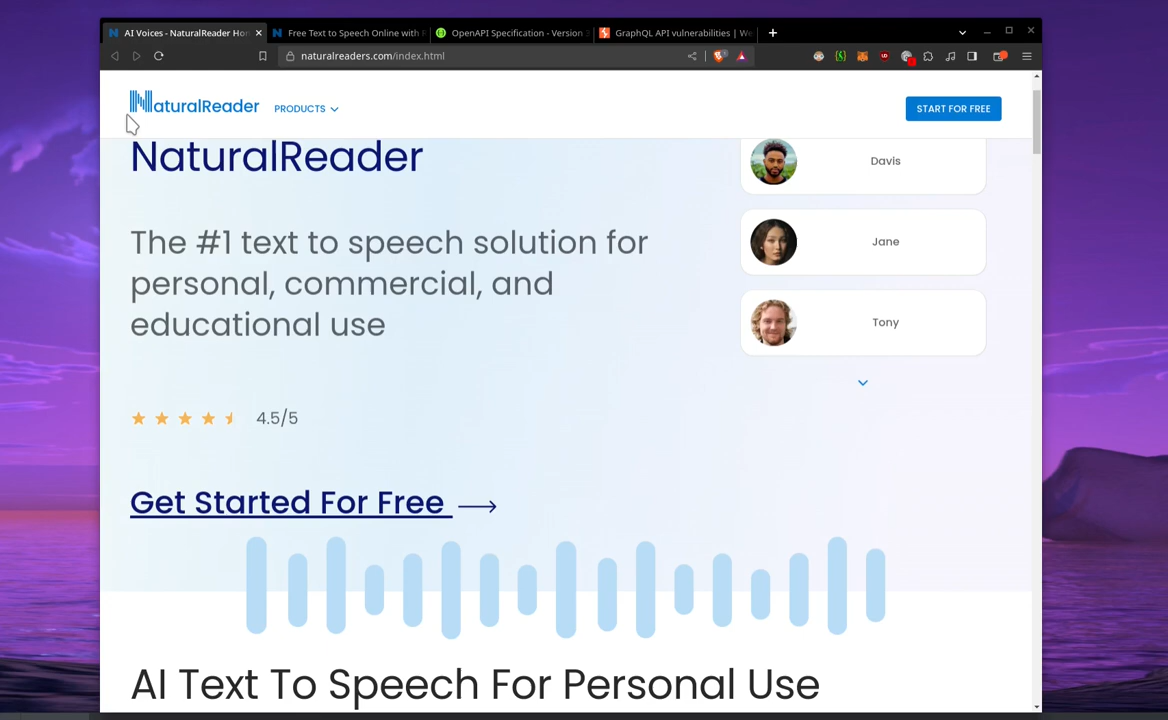 AI Voices - NaturalReader Hom
Free Text to Speech Online with R
OpenAPI Specification - Version 3
GraphQL API vulnerabilities | We
naturalreaders.com/index.html
NaturalReader
PRODUCTS
START FOR FREE
NaturalReader
Davis
The #1 text to speech solution for
personal, commercial, and
educational use
Jane
Tony
4.5/5
Get Started For Free
AI Text To Speech For Personal Use